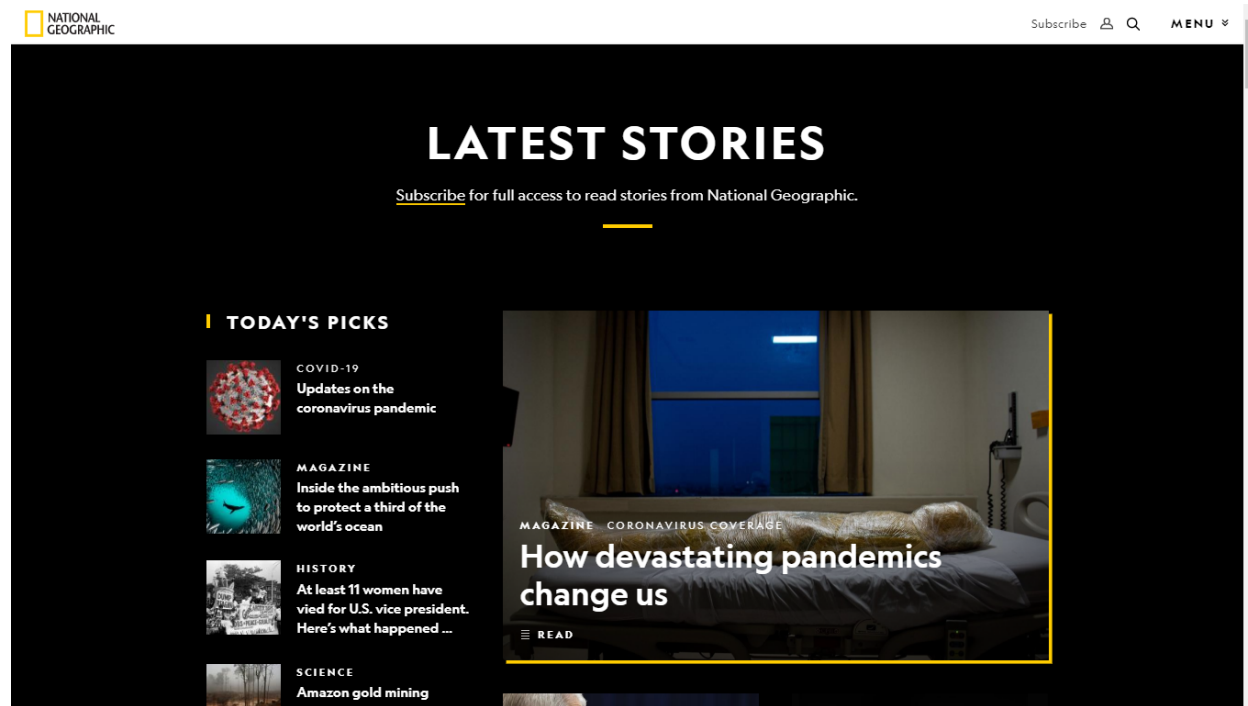 NATIONAL
GEOGRAPHIC
Subscribe
MENU
LATEST STORIES
Subscribe for full access to read stories from National Geographic.
TODAY'S PICKS
COVID-19
Updates on the
coronavirus pandemic
MAGAZINE
Inside the ambitious push
to protect a third of the
world's ocean
HISTORY
At least 11 women have
vied for U.S. vice president.
Here's what happened ...
SCIENCE
Amazon gold mining
MAGAZINE CORONAVIRUS COVERAGE
How devastating pandemics
change us
READ